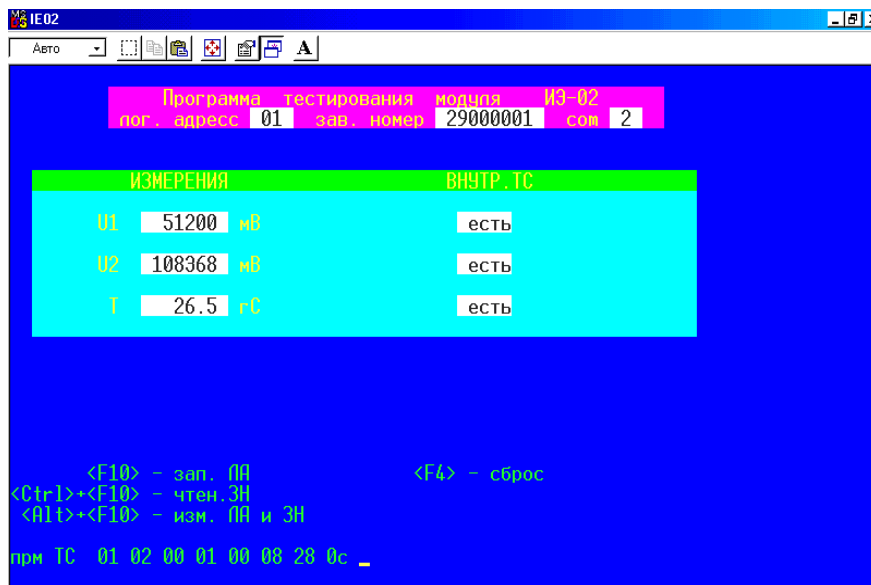 IE02
Авто A
Программа тестирования модуля ИЭ-02
лог. адресс 01 зав. номер 29000001 com 2
ИЗМЕРЕНИЯ ВНУТР.ТС
U1 51200 мВ есть
U2 108368 мВ есть
T 26.5 гС есть
<F10> - зап. ЛА <F4> - сброс
<Ctrl>+<F10> - чтен.ЗН
<Alt>+<F10> - изм. ЛА и ЗН
прм ТС 01 02 00 01 00 08 28 0c _